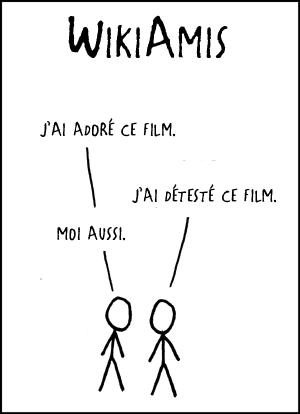 WIKIAMIS
J'AI ADORÉ CE FILM.
J'AI DÉTESTÉ CE FILM.
MOI AUSSI.